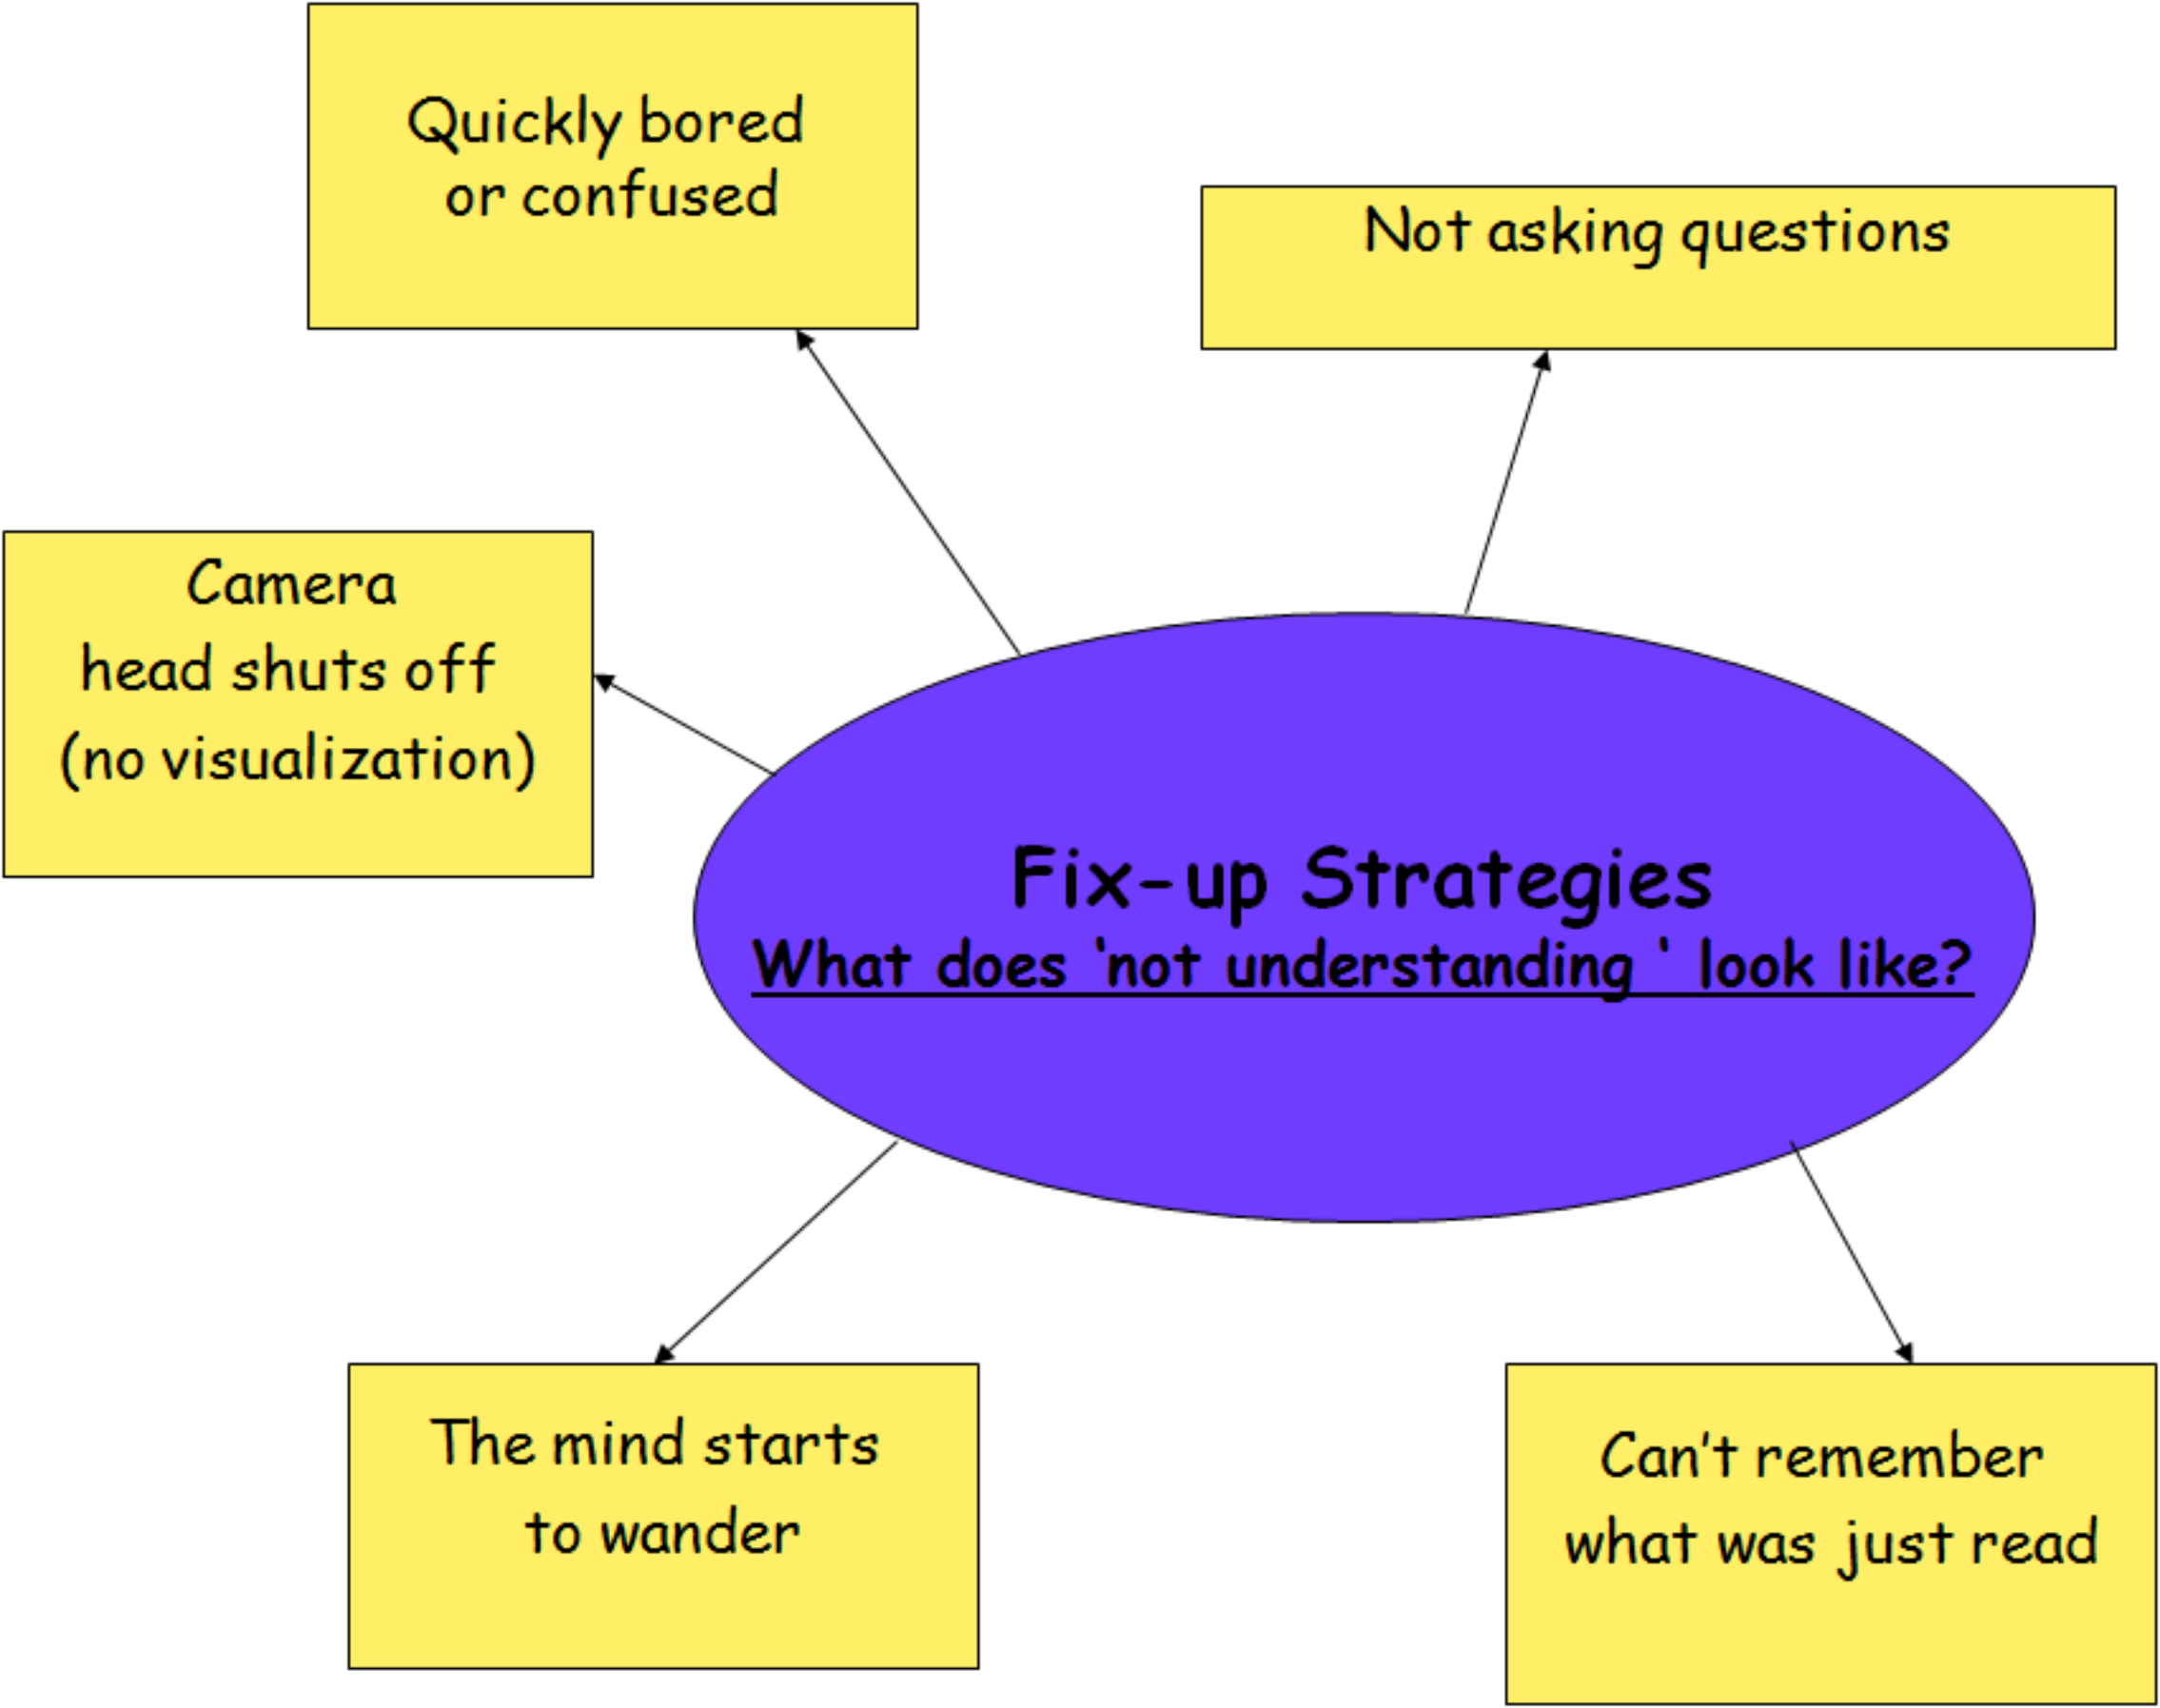 Quickly bored
or confused
Not asking questions
Camera
head shuts off
(no visualization)
Fix-up Strategies
What does ‘not understanding ‘ look like?
The mind starts
to wander
Can’t remember
what was just read